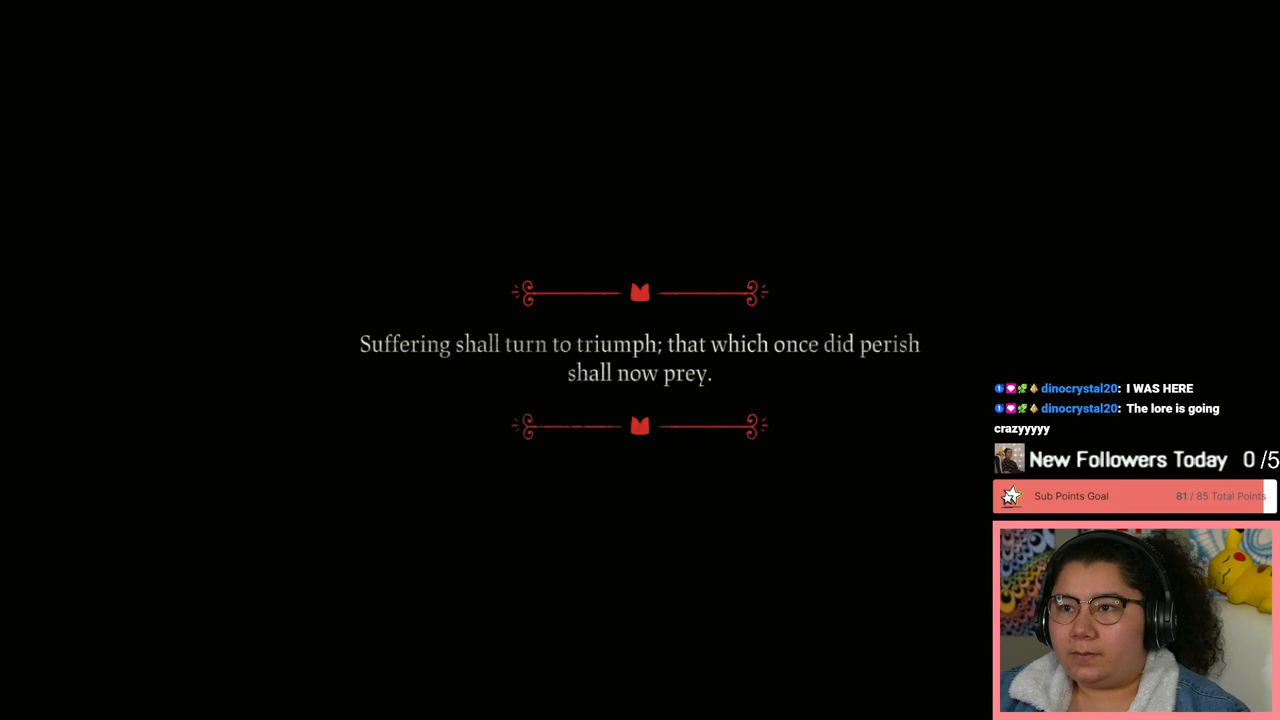 Suffering shall turn to triumph; that which once did perish
shall now prey.
dinocrystal20: I WAS HERE
dinocrystal20: The lore is going
crazyyyyy
New Followers Today 0 /5
Sub Points Goal 81 / 85 Total Points